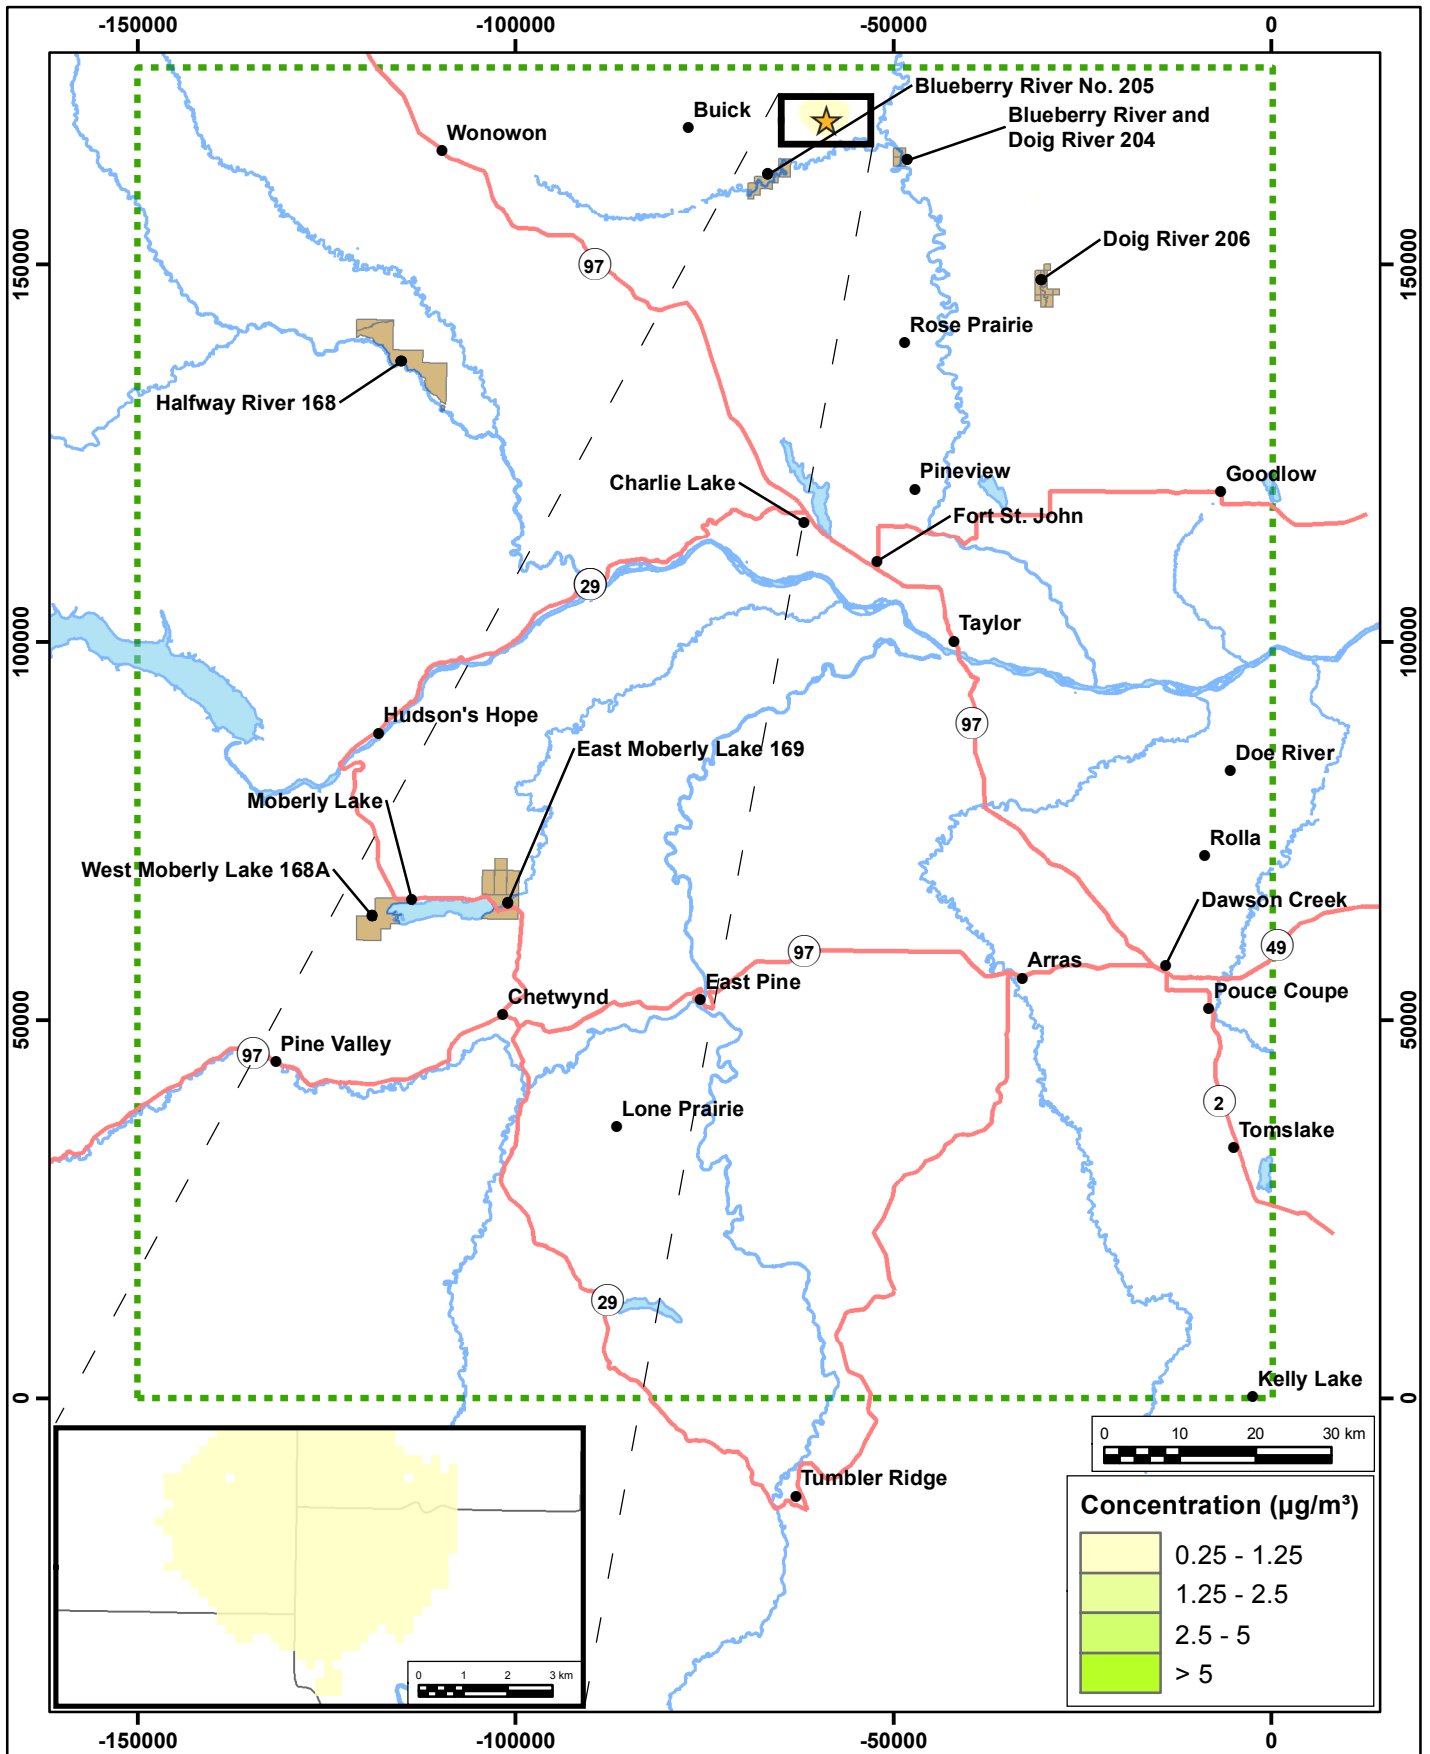 -150000
-100000
-50000
0
Blueberry River No. 205
Buick
Blueberry River and
Doig River 204
Wonowon
Doig River 206
97
150000
150000
Rose Prairie
Halfway River 168
Pineview
Goodlow
Charlie Lake
Fort St. John
29
Taylor
100000
100000
Hudson's Hope
97
East Moberly Lake 169
Doe River
Moberly Lake
Rolla
West Moberly Lake 168A
Dawson Creek
97
49
Arras
East Pine
Pouce Coupe
Chetwynd
50000
50000
97
Pine Valley
2
Lone Prairie
Tomslake
29
Kelly Lake
0
0
0 10 20 30 km
Tumbler Ridge
Concentration (µg/m³)
0.25 - 1.25
1.25 - 2.5
2.5 - 5
> 5
0 1 2 3 km
-150000
-100000
-50000
0